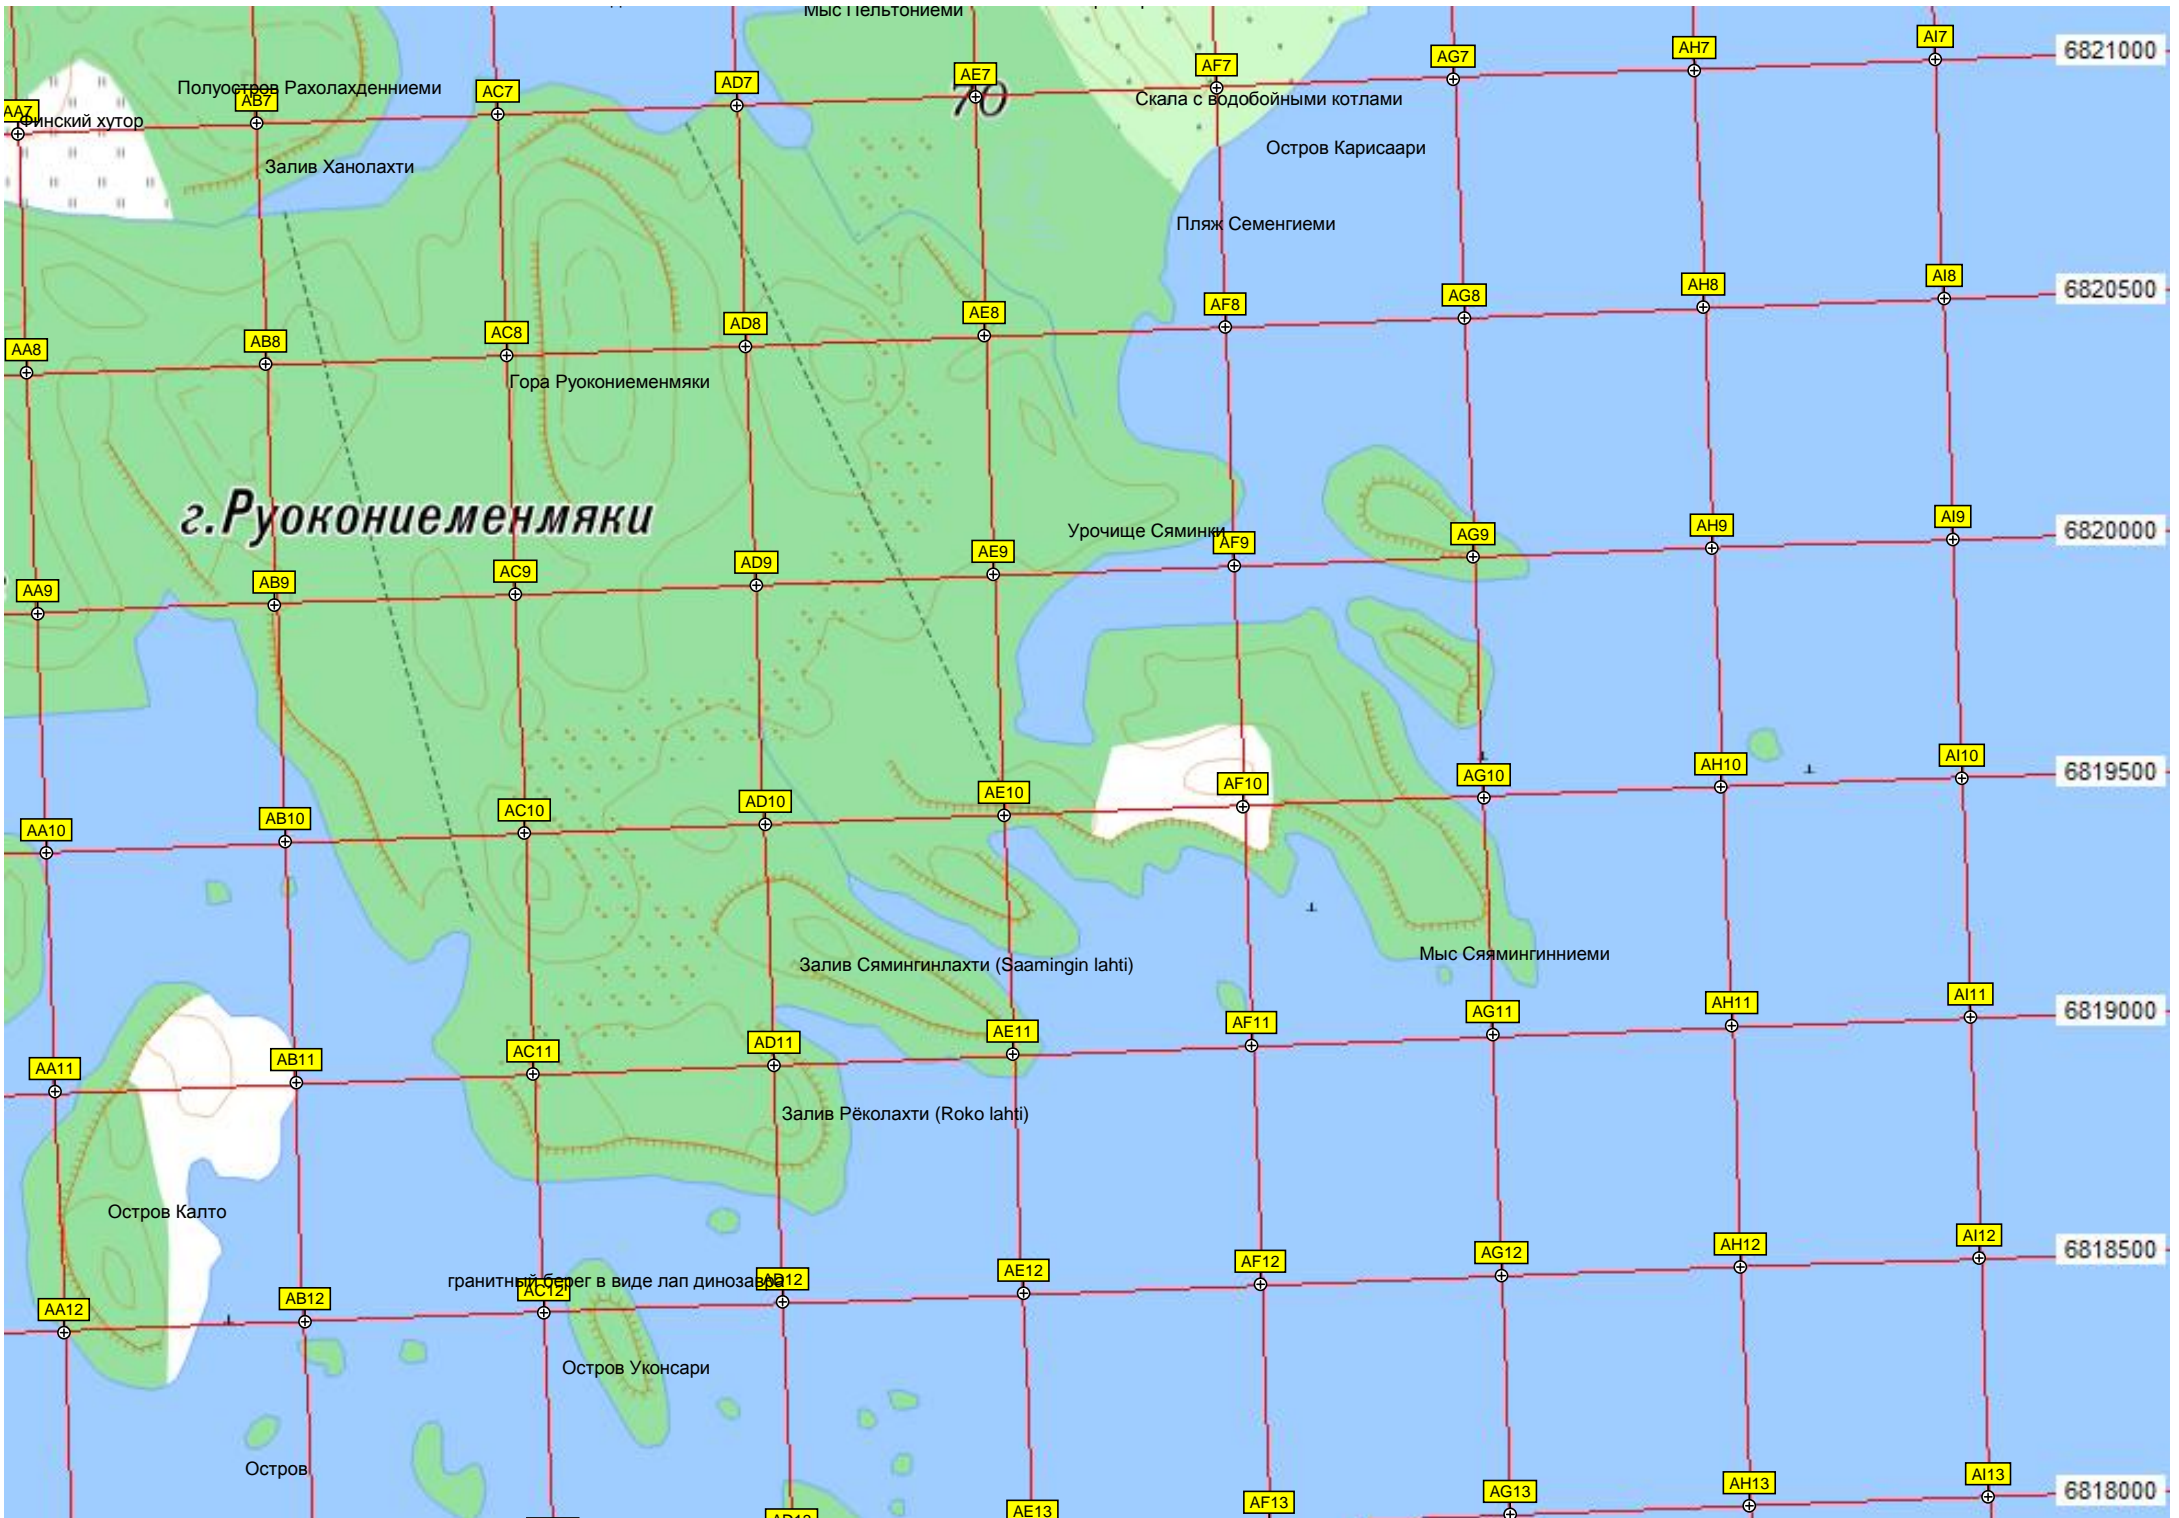 Мыс Пельтониеми
AI7
6821000
AH7
AG7
AF7
AE7
70
AD7
Полуостров Рахолахденниеми
AC7
AB7
Скала с водобойными котлами
AA7
Финский хутор
Остров Карисаари
Залив Ханолахти
Пляж Семенгиеми
AI8
6820500
AH8
AG8
AF8
AE8
AD8
AC8
AB8
AA8
Гора Руокониеменмяки
г.Руокониеменмяки
AI9
6820000
AH9
Урочище Сяминки
AG9
AF9
AE9
AD9
AC9
AB9
AA9
AI10
6819500
AH10
AG10
AF10
AE10
AD10
AC10
AB10
AA10
Мыс Сяямингинниеми
Залив Сямингинлахти (Saamingin lahti)
AI11
6819000
AH11
AG11
AF11
AE11
AD11
AC11
AB11
AA11
Залив Рёколахти (Roko lahti)
Остров Калто
AI12
6818500
AH12
AG12
AF12
AE12
гранитный берег в виде лап динозавра
AD12
AC12
AB12
AA12
Остров Уконсари
Остров
AI13
6818000
AH13
AG13
AF13
AE13
AD13